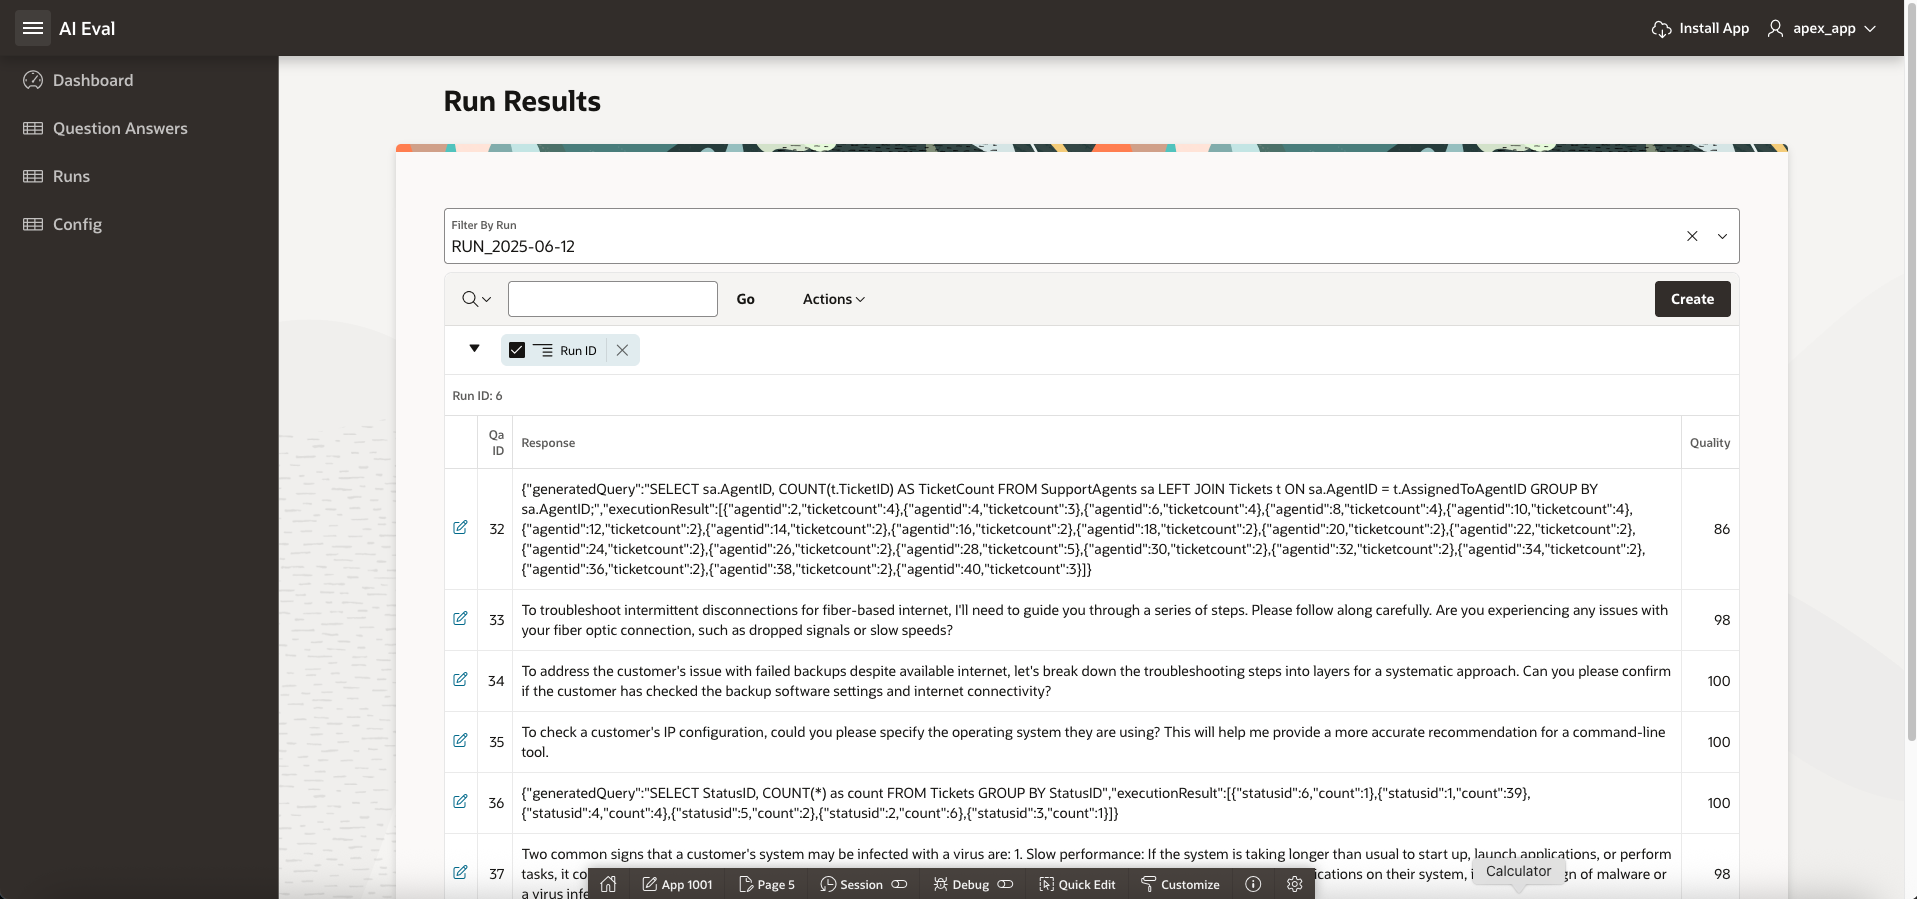 AI Eval
Install App
apex_app
Dashboard
Question Answers
Runs
Config
Run Results
Filter By Run
RUN_2025-06-12
Go
Actions
Create
Run ID
Run ID: 6
Qa ID
Response
Quality
32
{"generatedQuery":"SELECT sa.AgentID, COUNT(t.TicketID) AS TicketCount FROM SupportAgents sa LEFT JOIN Tickets t ON sa.AgentID = t.AssignedToAgentID GROUP BY
sa.AgentID;","executionResult":[{"agentid":2,"ticketcount":4},{"agentid":4,"ticketcount":3},{"agentid":6,"ticketcount":4},{"agentid":8,"ticketcount":4},{"agentid":10,"ticketcount":4},
{"agentid":12,"ticketcount":2},{"agentid":14,"ticketcount":2},{"agentid":16,"ticketcount":2},{"agentid":18,"ticketcount":2},{"agentid":20,"ticketcount":2},{"agentid":22,"ticketcount":2},
{"agentid":24,"ticketcount":2},{"agentid":26,"ticketcount":2},{"agentid":28,"ticketcount":5},{"agentid":30,"ticketcount":2},{"agentid":32,"ticketcount":2},{"agentid":34,"ticketcount":2},
{"agentid":36,"ticketcount":2},{"agentid":38,"ticketcount":2},{"agentid":40,"ticketcount":3}]}
86
33
To troubleshoot intermittent disconnections for fiber-based internet, I'll need to guide you through a series of steps. Please follow along carefully. Are you experiencing any issues with
your fiber optic connection, such as dropped signals or slow speeds?
98
34
To address the customer's issue with failed backups despite available internet, let's break down the troubleshooting steps into layers for a systematic approach. Can you please confirm
if the customer has checked the backup software settings and internet connectivity?
100
35
To check a customer's IP configuration, could you please specify the operating system they are using? This will help me provide a more accurate recommendation for a command-line
tool.
100
36
{"generatedQuery":"SELECT StatusID, COUNT(*) as count FROM Tickets GROUP BY StatusID","executionResult":[{"statusid":6,"count":1},{"statusid":1,"count":39},
{"statusid":4,"count":4},{"statusid":5,"count":2},{"statusid":2,"count":6},{"statusid":3,"count":1}]}
100
37
Two common signs that a customer's system may be infected with a virus are: 1. Slow performance: If the system is taking longer than usual to start up, launch applications, or perform
tasks, it
on their system,
of malware or
a virus
98
Calculator
App 1001
Page 5
Session
Debug
Quick Edit
Customize